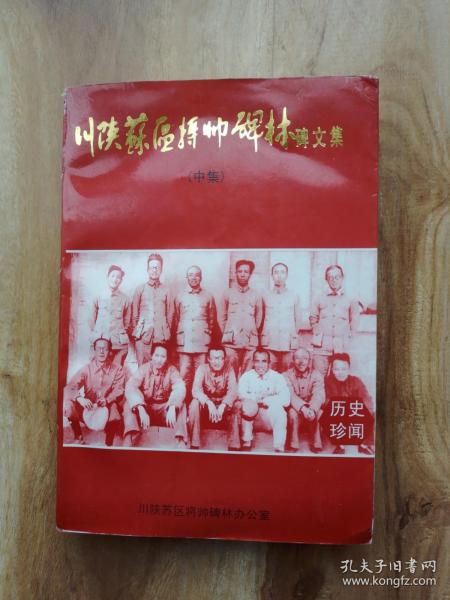 川陕蘇区将帅碑林碑文集
（中集）
历史
珍闻
川陕苏区将帅碑林办公室
孔夫子旧书网
www.kongfz.com